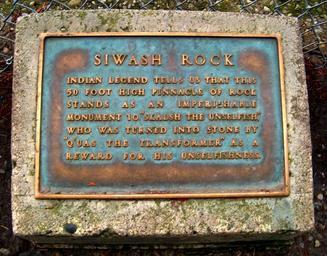 SIWASH ROCK
INDIAN LEGEND TELLS US THAT THIS
50 FOOT HIGH PINNACLE OF ROCK
STANDS AS AN IMPERISHABLE
MONUMENT TO "SKALSH THE UNSELFISH"
WHO WAS TURNED INTO STONE BY
"Q'UAS THE TRANSFORMER" AS A
REWARD FOR HIS UNSELFISHNESS.